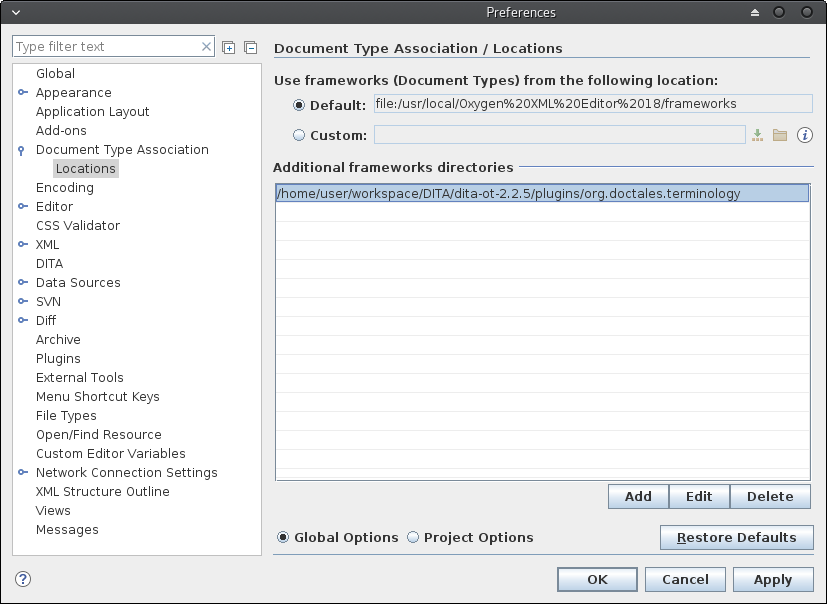 Preferences
Type filter text
Global
Appearance
Application Layout
Add-ons
Document Type Association
Locations
Encoding
Editor
CSS Validator
XML
DITA
Data Sources
SVN
Diff
Archive
Plugins
External Tools
Menu Shortcut Keys
File Types
Open/Find Resource
Custom Editor Variables
Network Connection Settings
XML Structure Outline
Views
Messages
Document Type Association / Locations
Use frameworks (Document Types) from the following location:
Default: file:/usr/local/Oxygen%20XML%20Editor%2018/frameworks
Custom:
Additional frameworks directories
/home/user/workspace/DITA/dita-ot-2.2.5/plugins/org.doctales.terminology
Add Edit Delete
Global Options Project Options Restore Defaults
OK Cancel Apply